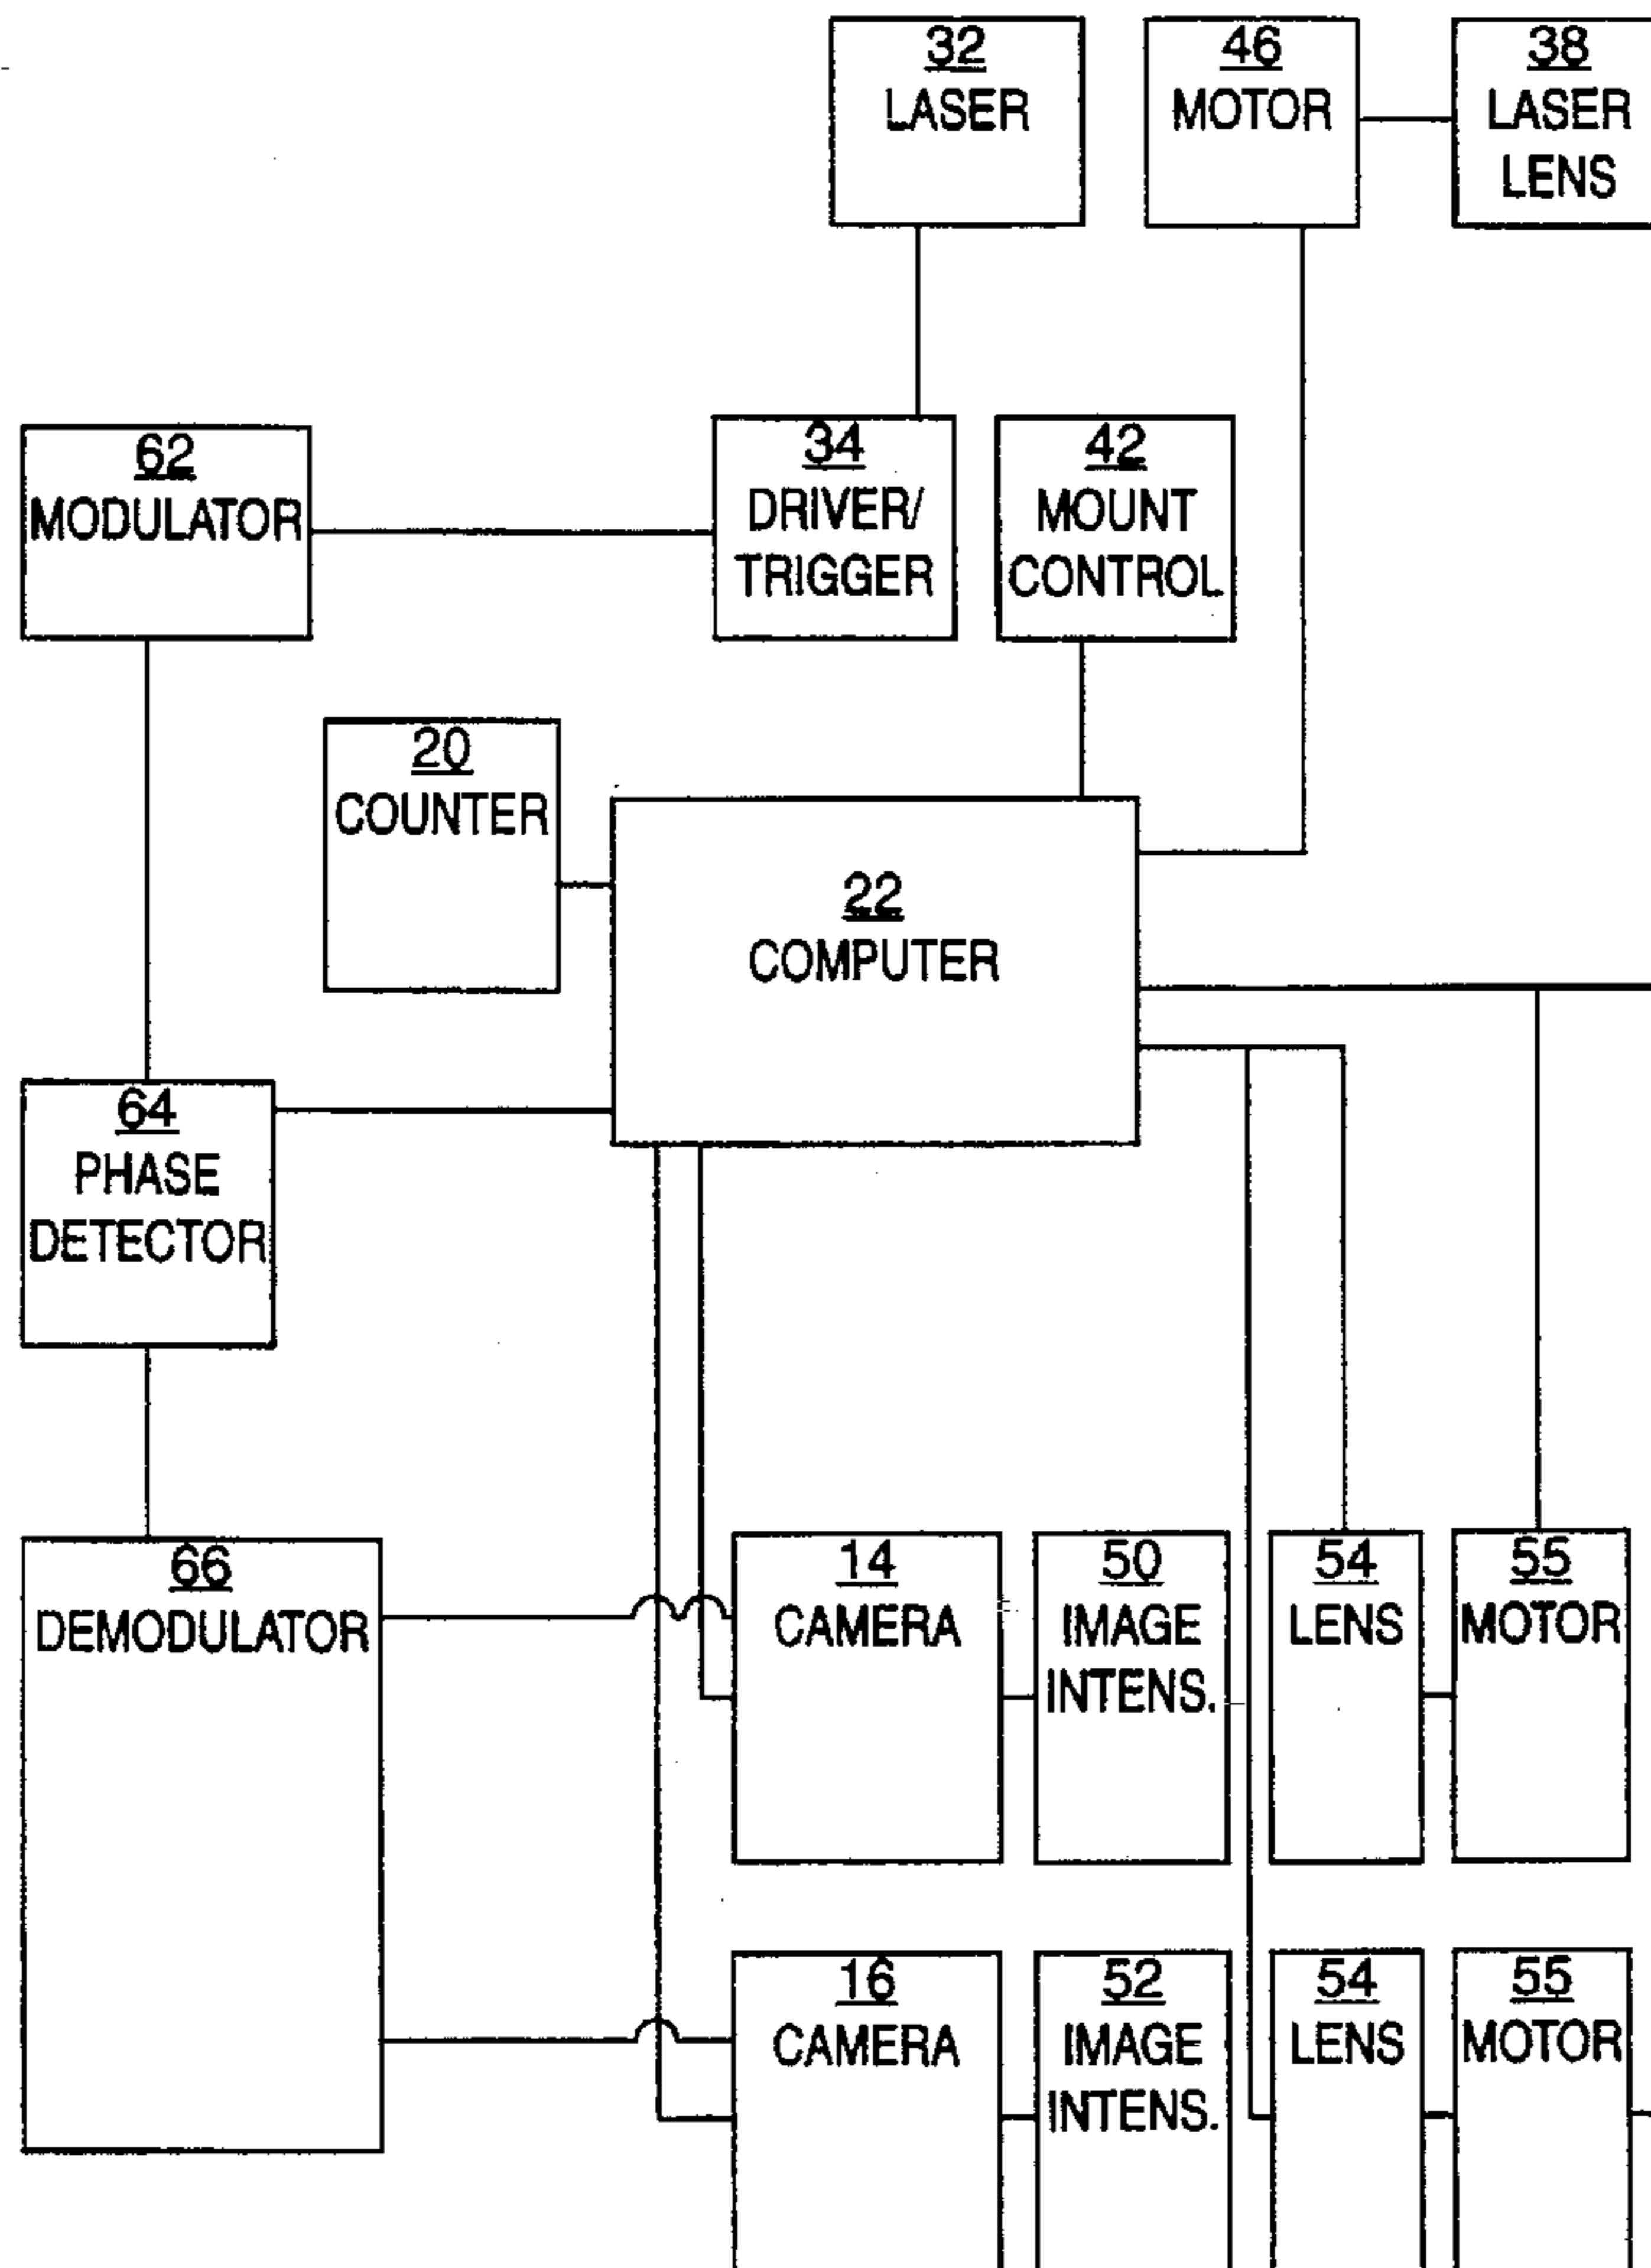 32
LASER
46
MOTOR
38
LASER
LENS
62
MODULATOR
34
DRIVER/
TRIGGER
42
MOUNT
CONTROL
20
COUNTER
22
COMPUTER
64
PHASE
DETECTOR
66
DEMODULATOR
14
CAMERA
50
IMAGE
INTENS.
54
LENS
55
MOTOR
16
CAMERA
52
IMAGE
INTENS.
54
LENS
55
MOTOR